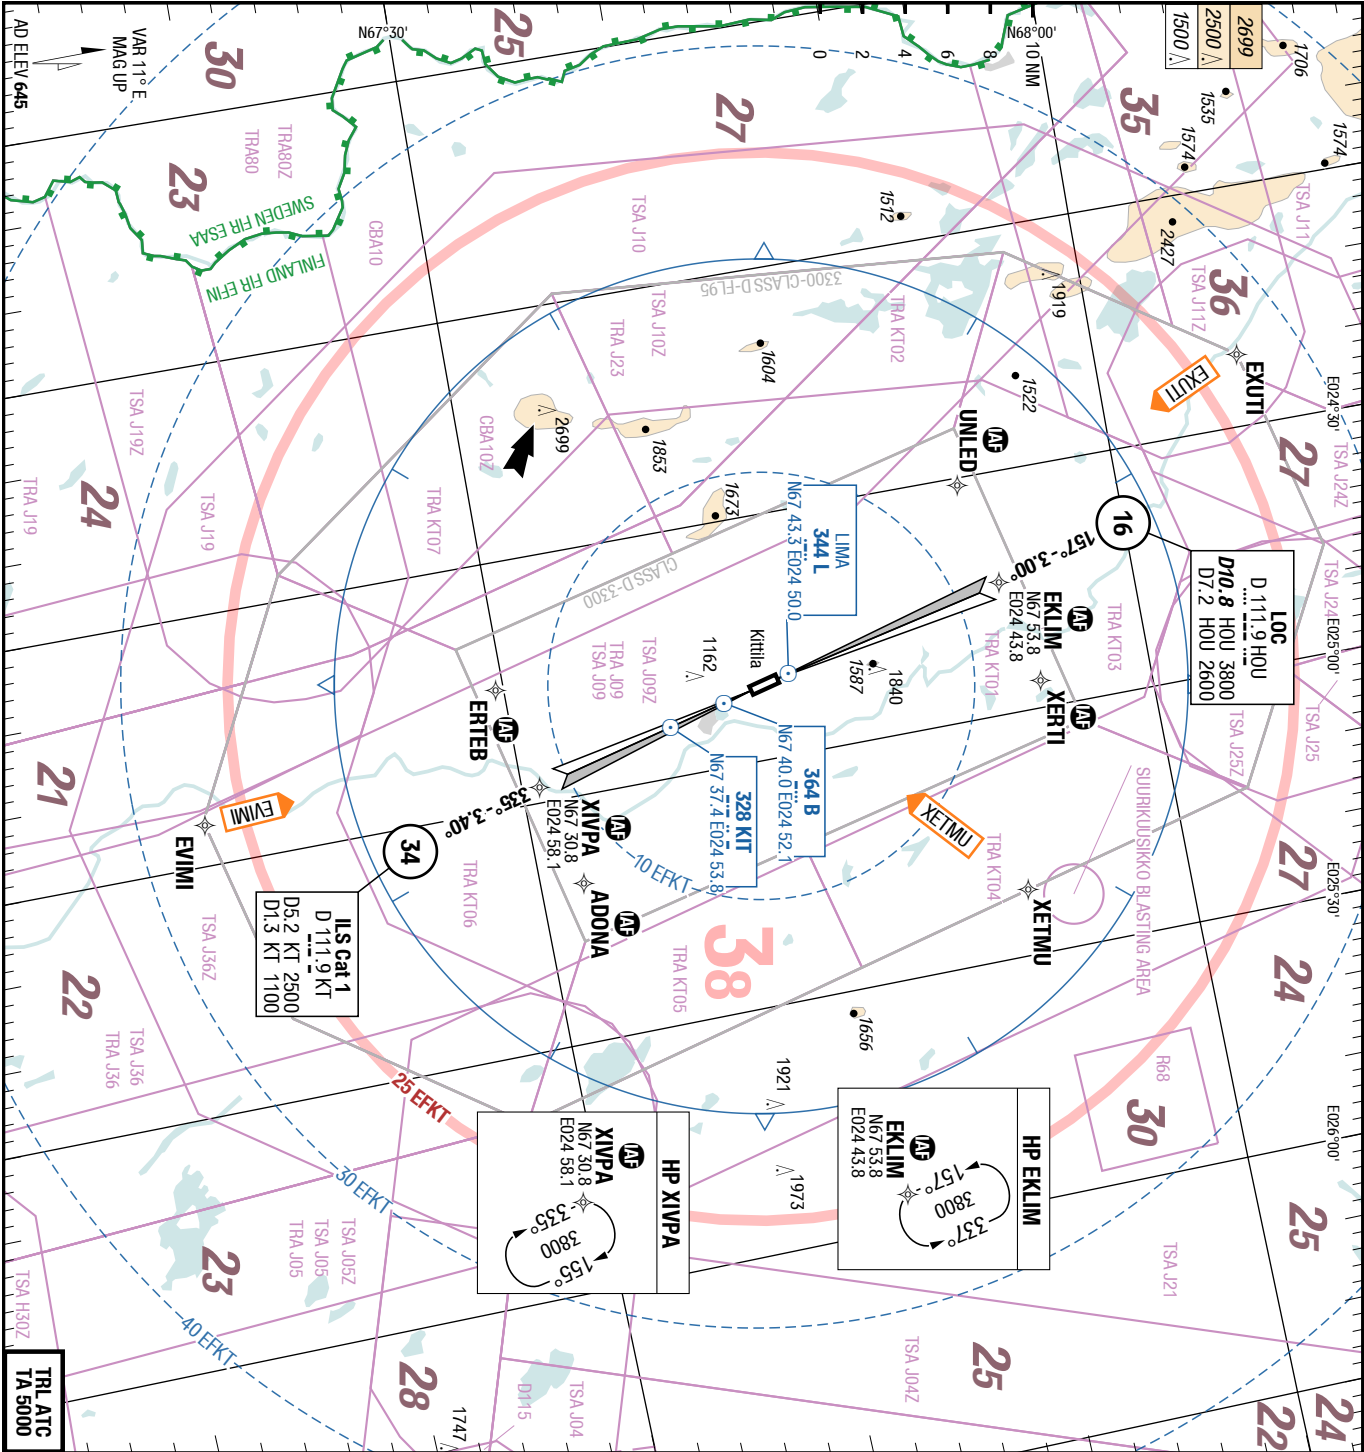 AD ELEV 645
VAR 11° E
MAG UP
N67°30'
N68°00'
0
2
4
6
8
10 NM
2699
2500
1500
1706
1535
1574
1574
2427
1512
1919
1604
1522
1853
2699
1673
1162
1587
1840
1656
1921
1973
1747
30
25
27
35
23
36
27
24
21
22
23
28
25
25
30
24
27
24
22
38
TRA80Z
TRA80
SWEDEN FIR ESAA
FINLAND FIR EFIN
CBA10
TSA J10
TSA J11
TSA J11Z
3300-CLASS D-FL95
TSA J10Z
TRA J23
TRA KT02
CBA10Z
TSA J19Z
TRA J19
TSA J19
TRA KT07
CLASS D-3300
EXUTI
EXUTI
E024°30'
TSA J24Z
TSA J24
E025°00'
TSA J25
TSA J25Z
IAF
UNLED
16
157°-3.00°
LOC
D 111.9 HOU
D10.8 HOU 3800
D7.2 HOU 2600
LIMA
344 L
N67 43.3 E024 50.0
IAF
EKLIM
N67 53.8
E024 43.8
TRA KT03
TRA KT01
IAF
XERTI
Kittila
TSA J09Z
TRA J09
TSA J09
364 B
N67 40.0 E024 52.1
328 KIT
N67 37.4 E024 53.8
IAF
ERTEB
335°-3.40°
34
IAF
XIVPA
N67 30.8
E024 58.1
10 EFKT
IAF
ADONA
EVIMI
EVIMI
XETMU
XETMU
TRA KT04
SUURIKUUSIKKO BLASTING AREA
E025°30'
TRA KT06
TRA KT05
ILS Cat 1
D 111.9 KT
D5.2 KT 2500
D1.3 KT 1100
TSA J36Z
TSA J36
TRA J36
25 EFKT
R68
E026°00'
HP EKLIM
IAF
EKLIM
N67 53.8
E024 43.8
157°
3800
337°
HP XIVPA
IAF
XIVPA
N67 30.8
E024 58.1
335°
3800
155°
30 EFKT
40 EFKT
TSA J05Z
TSA J05
TRA J05
TSA H30Z
TSA J21
TSA J04Z
TSA J04
D115
TRL ATC
TA 5000